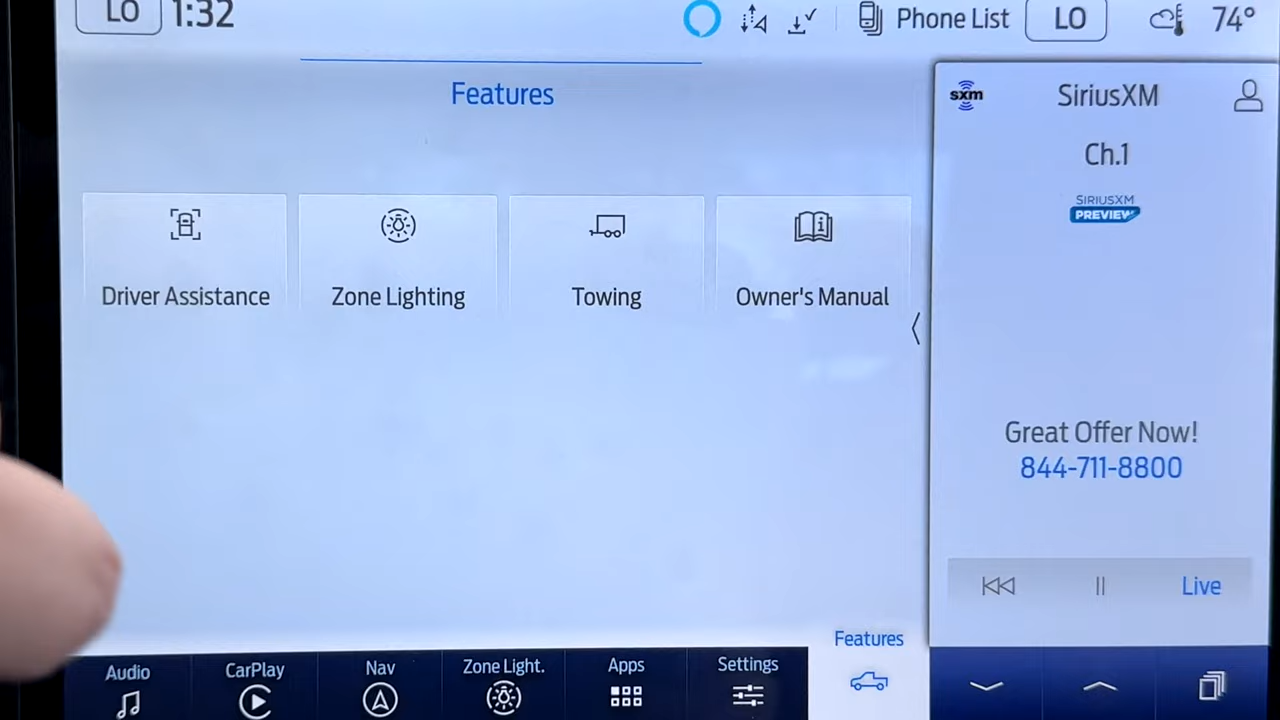 LO 1:32 Phone List LO 74°
Features
Driver Assistance
Zone Lighting
Towing
Owner's Manual
sxm SiriusXM
Ch.1
SIRIUSXM
PREVIEW
Great Offer Now!
844-711-8800
Live
Audio
CarPlay
Nav
Zone Light.
Apps
Settings
Features